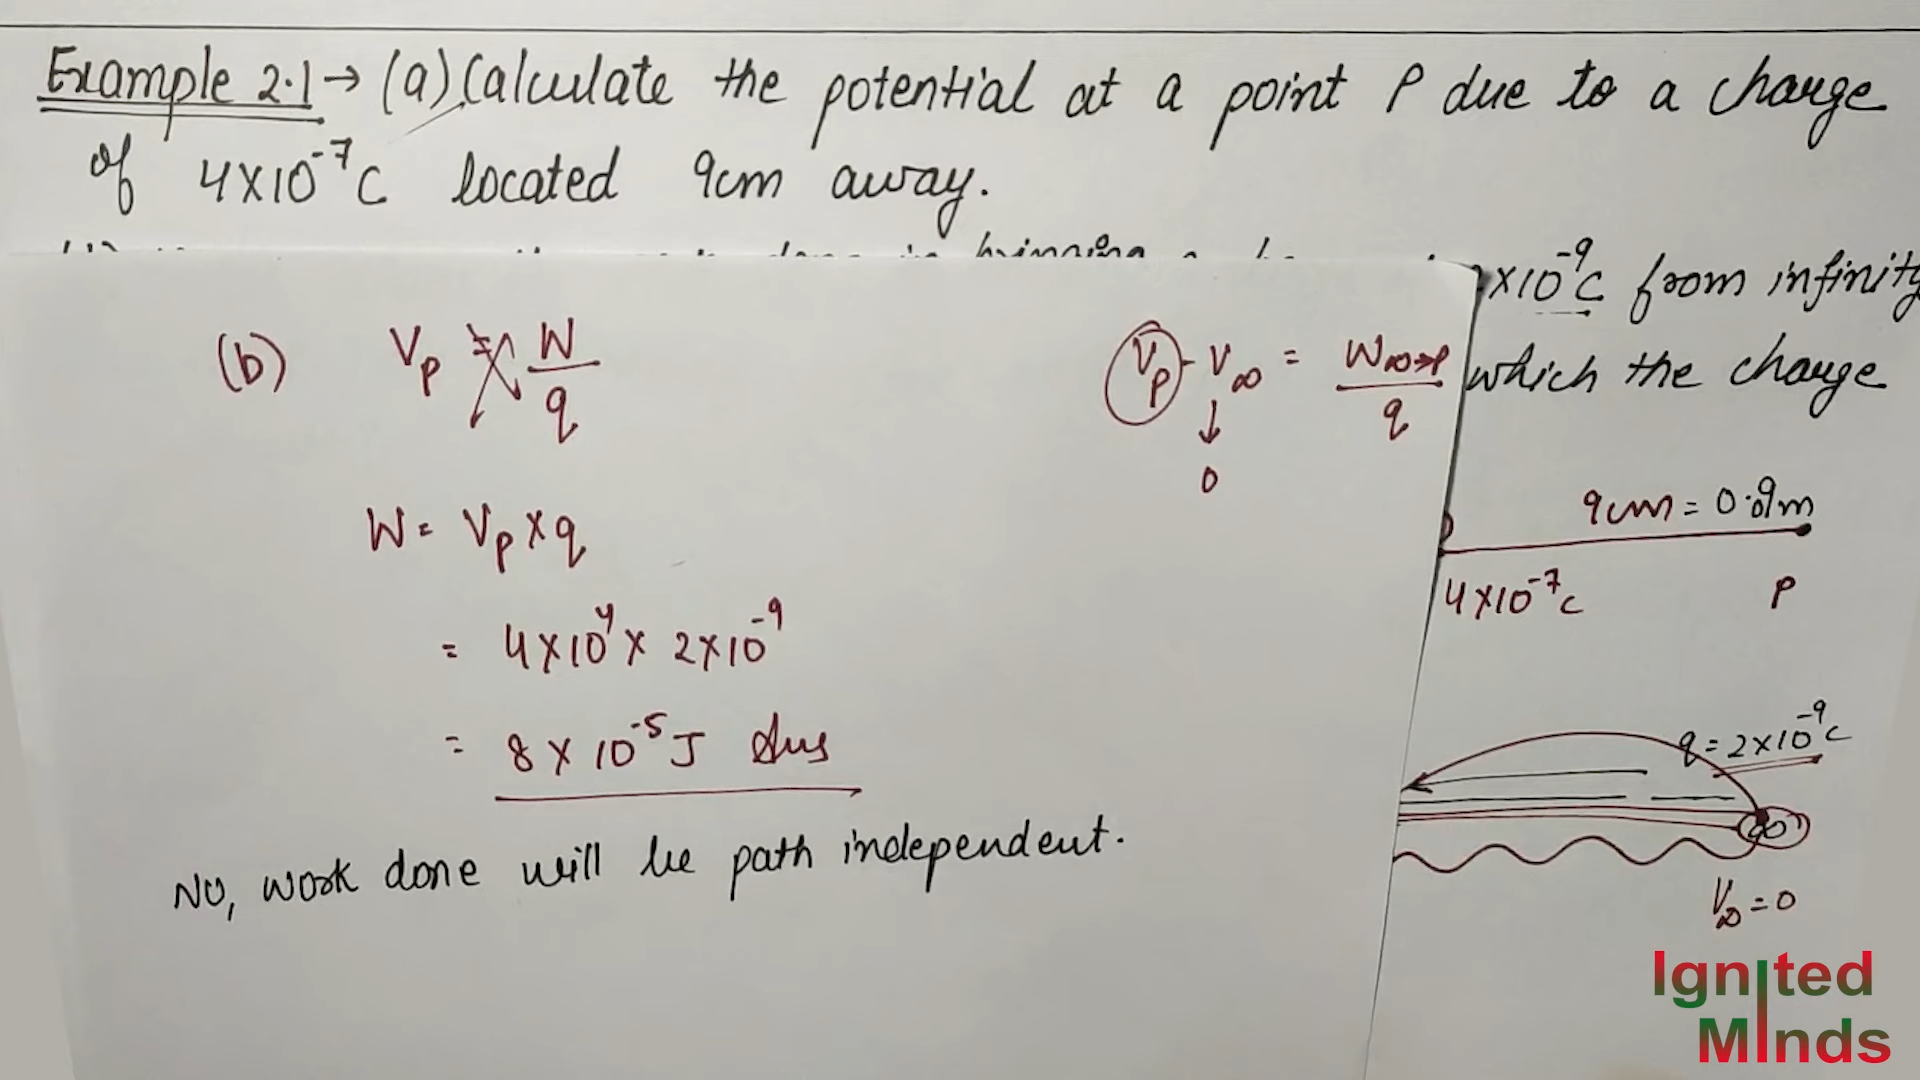 Example 2.1 → (a) Calculate the potential at a point P due to a charge
of 4×10⁻⁷C located 9cm away.
bringing ×10⁻⁹C from infinity
which the charge
(b) Vp = W/q
Vp - V∞ = W∞→P/q
↓
0
W = Vp × q
= 4×10⁴ × 2×10⁻⁹
= 8 × 10⁻⁵ J Ans
No, work done will be path independent.
9cm = 0.09m
4×10⁻⁷C P
q = 2×10⁻⁹C
∞
V∞ = 0
Ignited
Minds